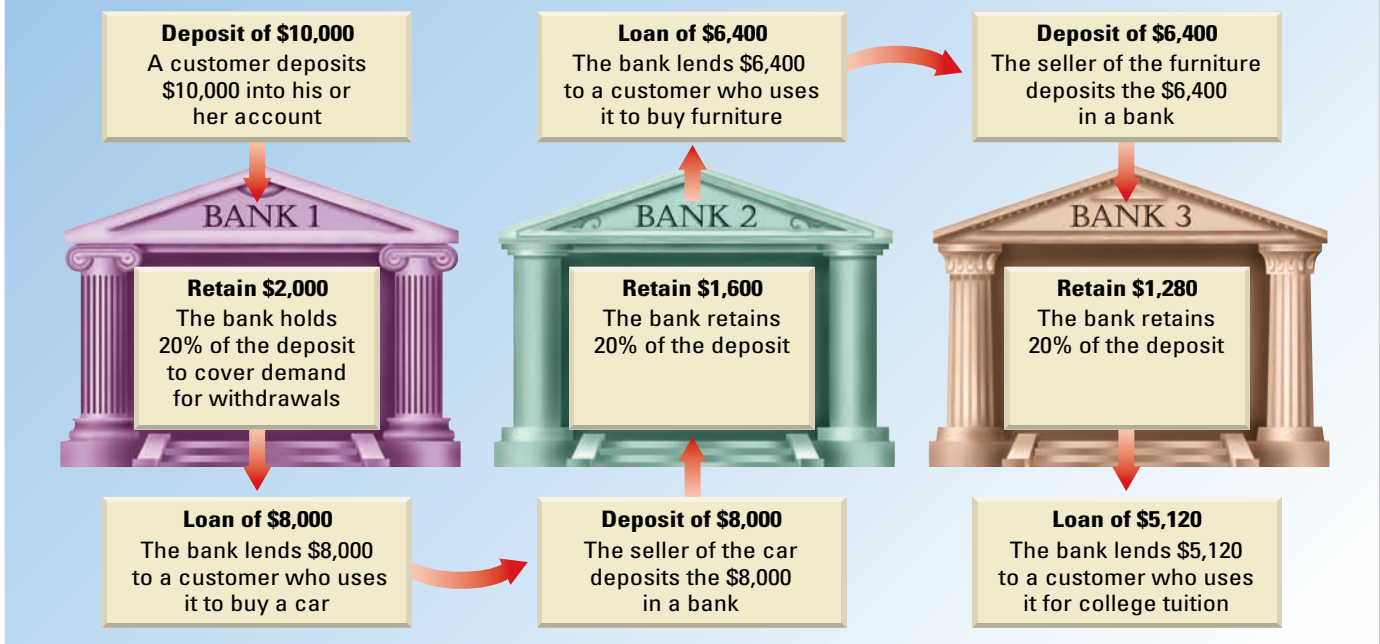 Deposit of $10,000
A customer deposits
$10,000 into his or
her account
BANK 1
Retain $2,000
The bank holds
20% of the deposit
to cover demand
for withdrawals
Loan of $8,000
The bank lends $8,000
to a customer who uses
it to buy a car
Deposit of $8,000
The seller of the car
deposits the $8,000
in a bank
BANK 2
Retain $1,600
The bank retains
20% of the deposit
Loan of $6,400
The bank lends $6,400
to a customer who uses
it to buy furniture
Deposit of $6,400
The seller of the furniture
deposits the $6,400
in a bank
BANK 3
Retain $1,280
The bank retains
20% of the deposit
Loan of $5,120
The bank lends $5,120
to a customer who uses
it for college tuition